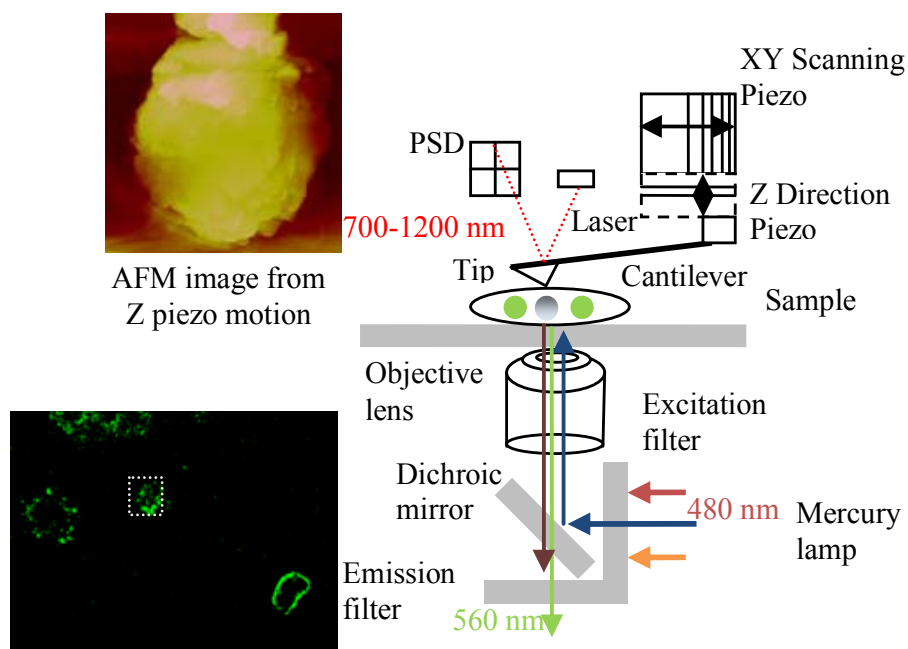 XY Scanning
Piezo
PSD
Z Direction
Piezo
700-1200 nm
Laser
Tip
Cantilever
AFM image from
Z piezo motion
Sample
Objective
lens
Excitation
filter
Dichroic
mirror
480 nm
Mercury
lamp
Emission
filter
560 nm